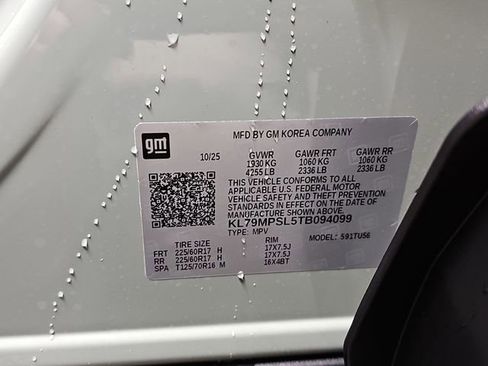 gm
MFD BY GM KOREA COMPANY
10/25 GVWR GAWR FRT GAWR RR
1930 KG 1060 KG 1060 KG
4255 LB 2336 LB 2336 LB
THIS VEHICLE CONFORMS TO ALL
APPLICABLE U.S. FEDERAL MOTOR
VEHICLE SAFETY AND THEFT PREVENTION
STANDARDS IN EFFECT ON THE DATE OF
MANUFACTURE SHOWN ABOVE.
KL79MPSL5TB094099
TYPE: MPV MODEL: 591TU56
TIRE SIZE RIM
FRT 225/60R17 H 17X7.5J
RR 225/60R17 H 17X7.5J
SPA T125/70R16 M 16X4BT